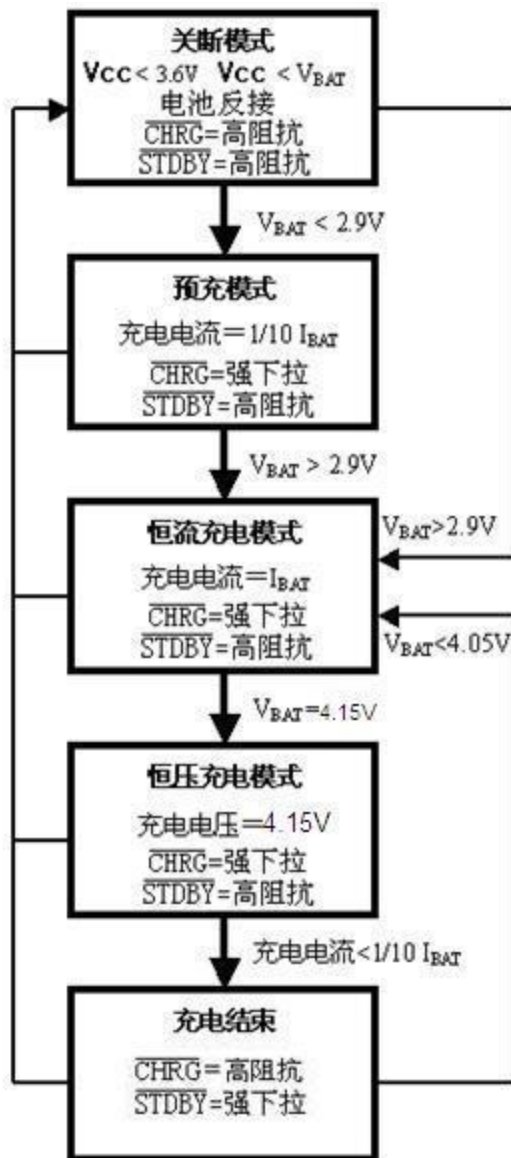 关断模式
VCC< 3.6V VCC < VBAT
电池反接
CHRG=高阻抗
STDBY=高阻抗
VBAT < 2.9V
预充模式
充电电流=1/10 IBAT
CHRG=强下拉
STDBY=高阻抗
VBAT > 2.9V
恒流充电模式
充电电流=IBAT
CHRG=强下拉
STDBY=高阻抗
VBAT>2.9V
VBAT<4.05V
VBAT=4.15V
恒压充电模式
充电电压=4.15V
CHRG=强下拉
STDBY=高阻抗
充电电流<1/10 IBAT
充电结束
CHRG=高阻抗
STDBY=强下拉